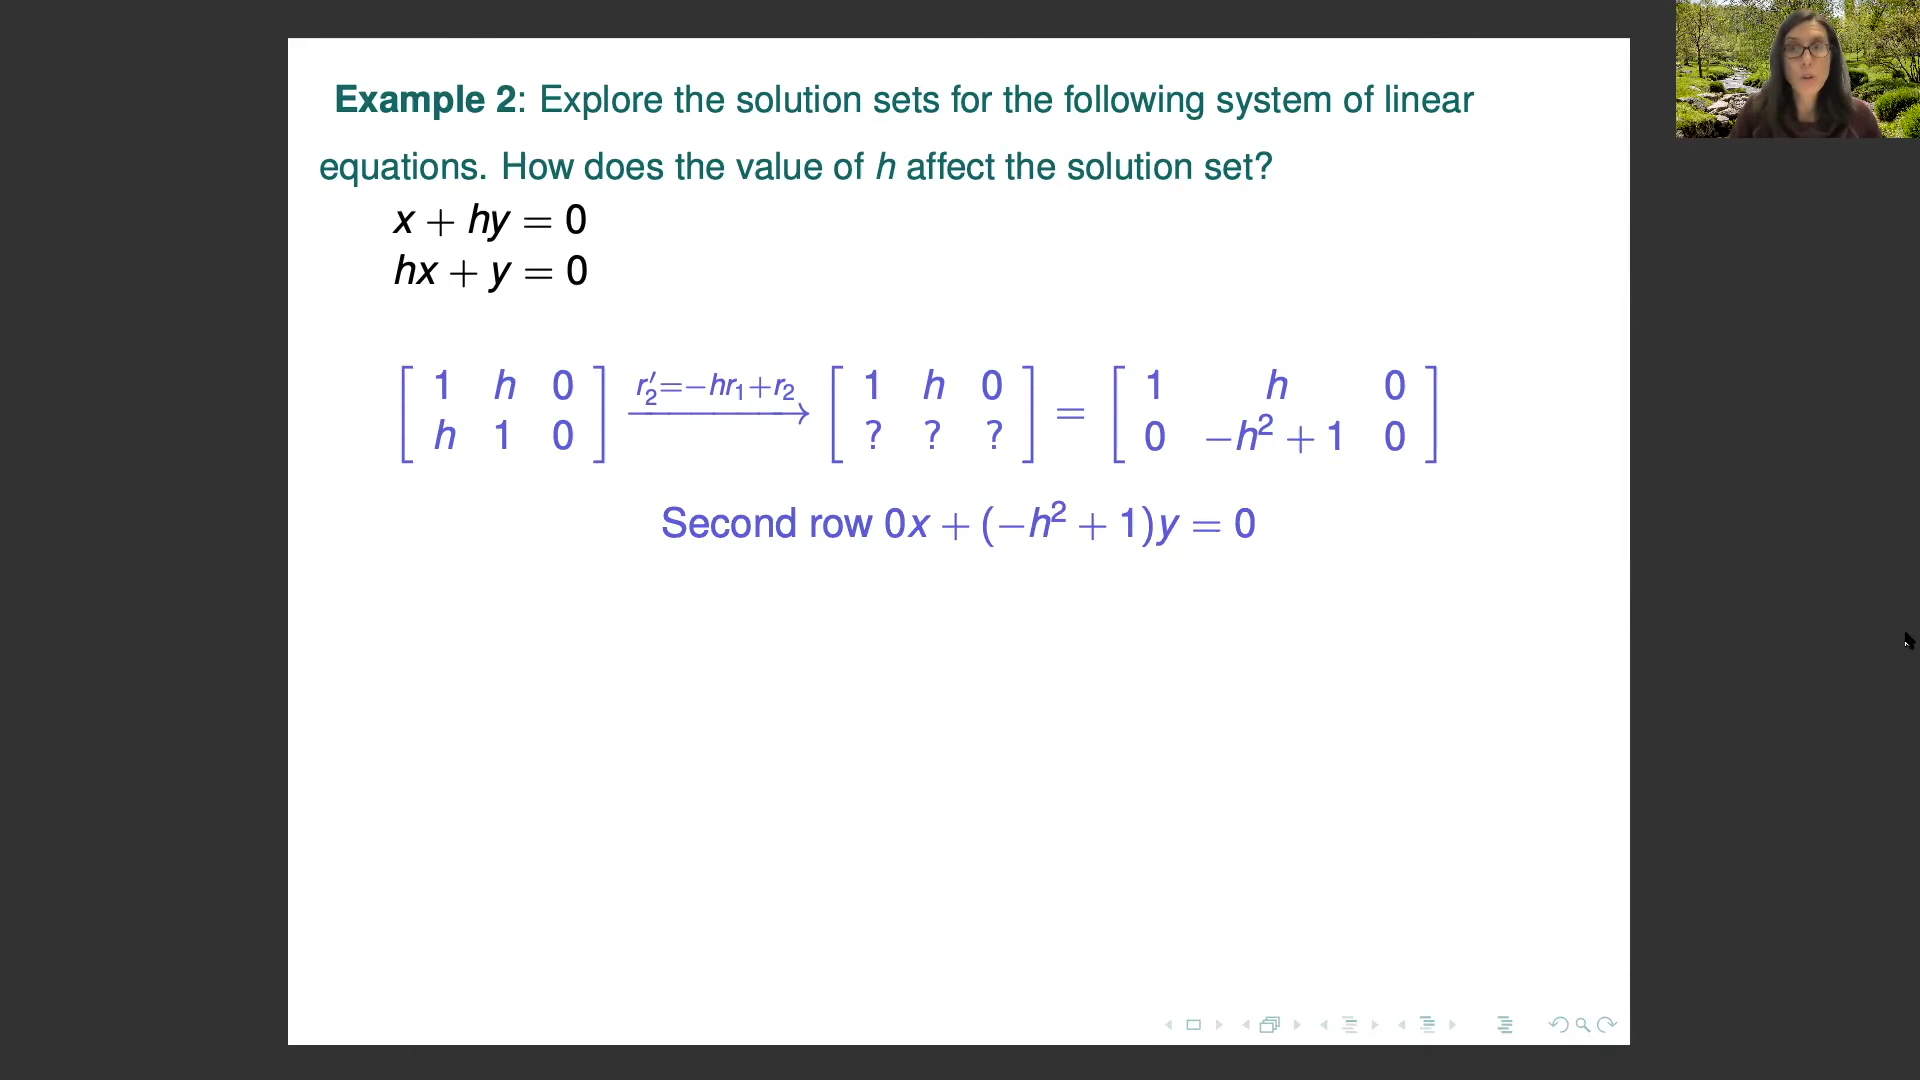 Example 2: Explore the solution sets for the following system of linear
equations. How does the value of h affect the solution set?
x + hy = 0
hx + y = 0
[ 1 h 0 ] r₂′=−hr₁+r₂ [ 1 h 0 ] = [ 1 h 0 ]
[ h 1 0 ] ⟶ [ ? ? ? ] [ 0 −h² + 1 0 ]
Second row 0x + (−h² + 1)y = 0